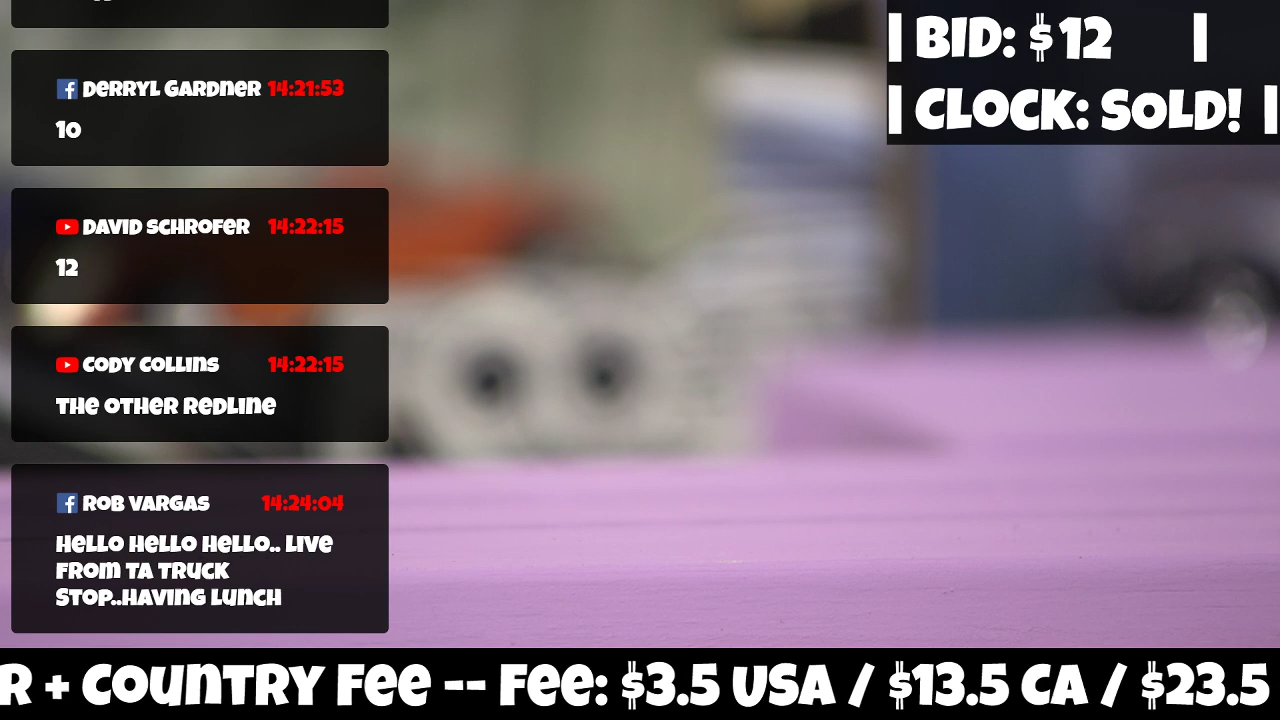 DERRYL GARDNER 14:21:53
10
DAVID SCHROFER 14:22:15
12
CODY COLLINS 14:22:15
THE OTHER REDLINE
ROB VARGAS 14:24:04
HELLO HELLO HELLO.. LIVE
FROM TA TRUCK
STOP..HAVING LUNCH
| BID: $12 |
| CLOCK: SOLD! |
R + COUNTRY FEE -- FEE: $3.5 USA / $13.5 CA / $23.5